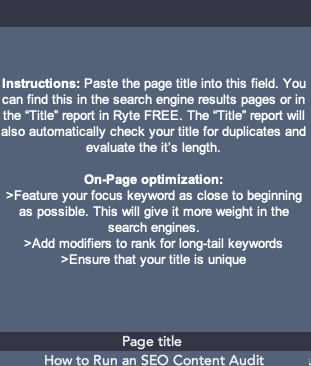 Instructions: Paste the page title into this field. You
can find this in the search engine results pages or in
the “Title” report in Ryte FREE. The “Title” report will
also automatically check your title for duplicates and
evaluate the it’s length.
On-Page optimization:
>Feature your focus keyword as close to beginning
as possible. This will give it more weight in the
search engines.
>Add modifiers to rank for long-tail keywords
>Ensure that your title is unique
Page title
How to Run an SEO Content Audit